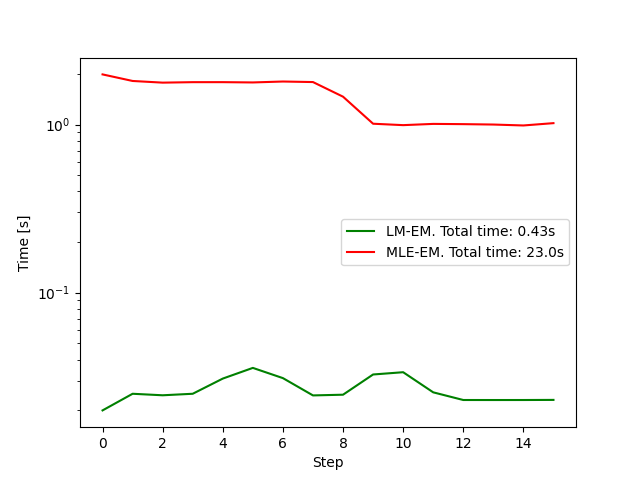 10⁰
10⁻¹
Time [s]
LM-EM. Total time: 0.43s
MLE-EM. Total time: 23.0s
0 2 4 6 8 10 12 14
Step